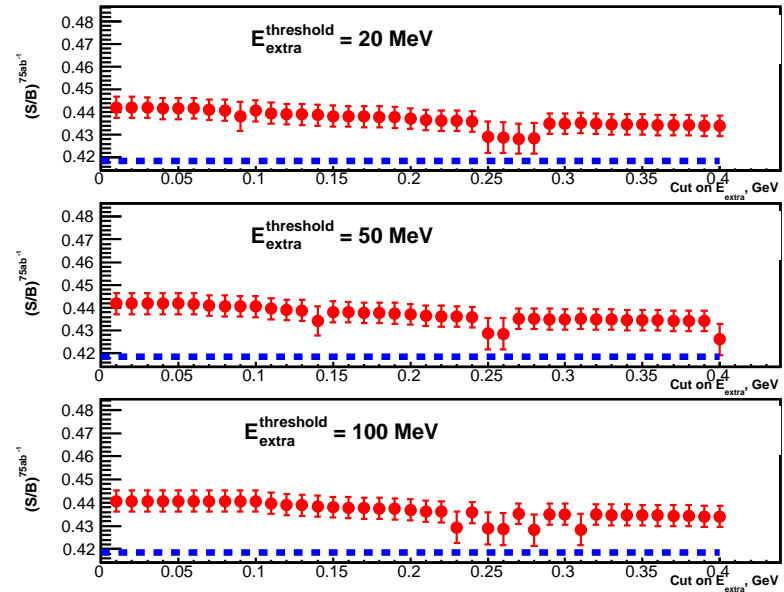 0.48
0.47
0.46
0.45
0.44
0.43
0.42
(S/B)^75ab^-1
E_extra^threshold = 20 MeV
0 0.05 0.1 0.15 0.2 0.25 0.3 0.35 0.4
Cut on E_extra, GeV
0.48
0.47
0.46
0.45
0.44
0.43
0.42
(S/B)^75ab^-1
E_extra^threshold = 50 MeV
0 0.05 0.1 0.15 0.2 0.25 0.3 0.35 0.4
Cut on E_extra, GeV
0.48
0.47
0.46
0.45
0.44
0.43
0.42
(S/B)^75ab^-1
E_extra^threshold = 100 MeV
0 0.05 0.1 0.15 0.2 0.25 0.3 0.35 0.4
Cut on E_extra, GeV